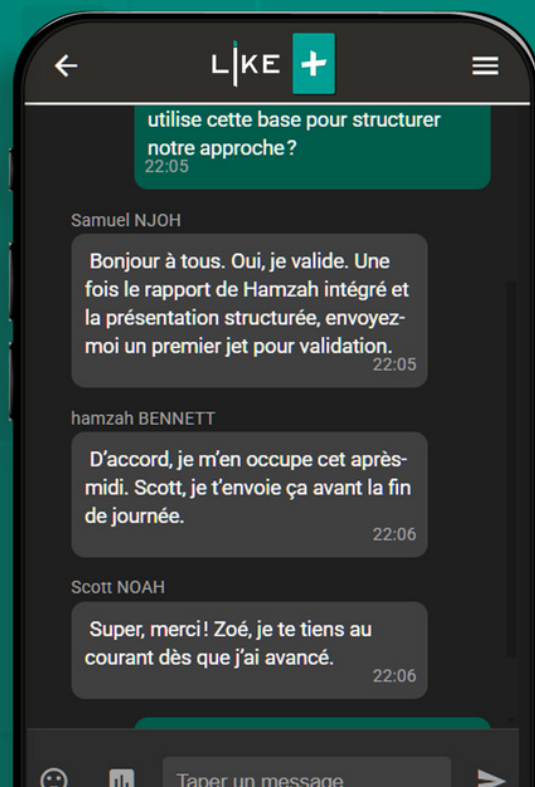 LIKE +
utilise cette base pour structurer
notre approche ?
22:05
Samuel NJOH
Bonjour à tous. Oui, je valide. Une
fois le rapport de Hamzah intégré et
la présentation structurée, envoyez-
moi un premier jet pour validation.
22:05
hamzah BENNETT
D’accord, je m’en occupe cet après-
midi. Scott, je t’envoie ça avant la fin
de journée.
22:06
Scott NOAH
Super, merci ! Zoé, je te tiens au
courant dès que j’ai avancé.
22:06
Taper un message